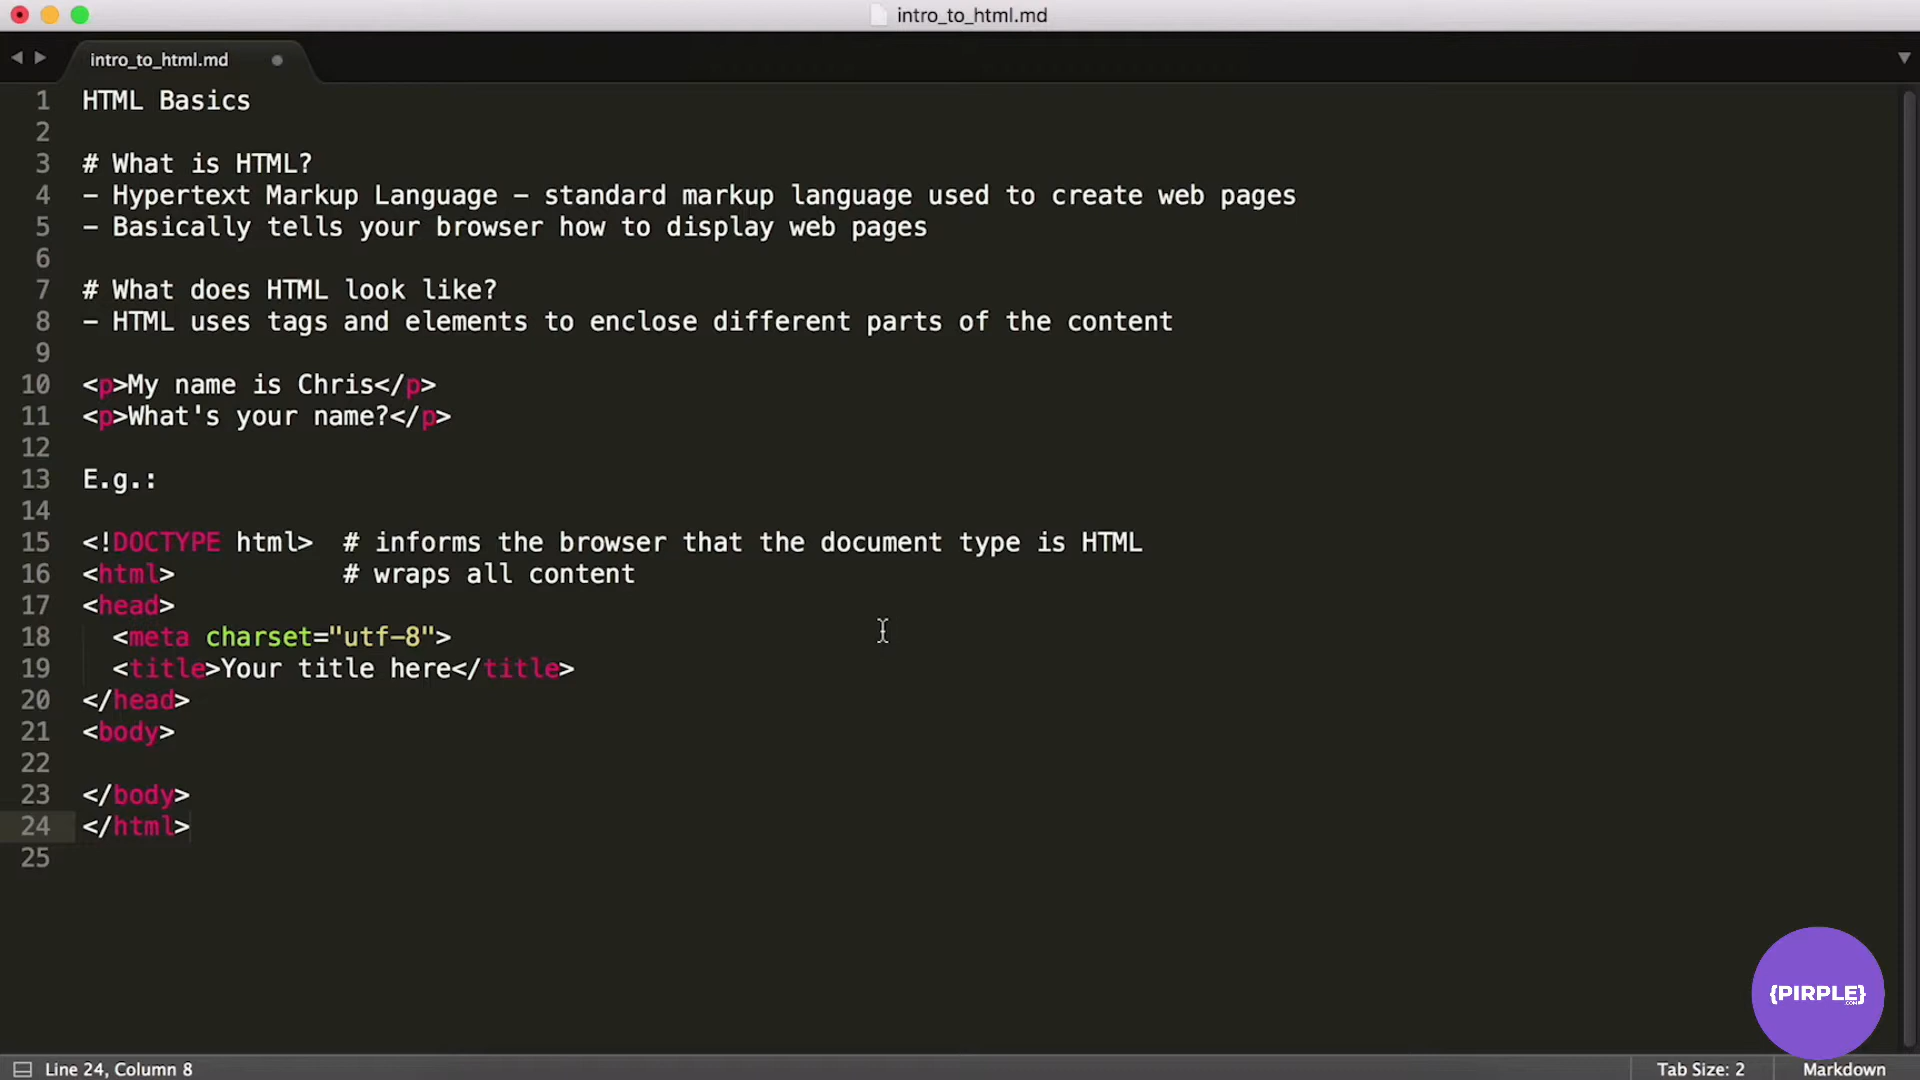 intro_to_html.md
intro_to_html.md
1 HTML Basics
2
3 # What is HTML?
4 - Hypertext Markup Language - standard markup language used to create web pages
5 - Basically tells your browser how to display web pages
6
7 # What does HTML look like?
8 - HTML uses tags and elements to enclose different parts of the content
9
10 <p>My name is Chris</p>
11 <p>What's your name?</p>
12
13 E.g.:
14
15 <!DOCTYPE html>  # informs the browser that the document type is HTML
16 <html>           # wraps all content
17 <head>
18   <meta charset="utf-8">
19   <title>Your title here</title>
20 </head>
21 <body>
22
23 </body>
24 </html>
25
{PIRPLE}
.COM
Line 24, Column 8 Tab Size: 2 Markdown